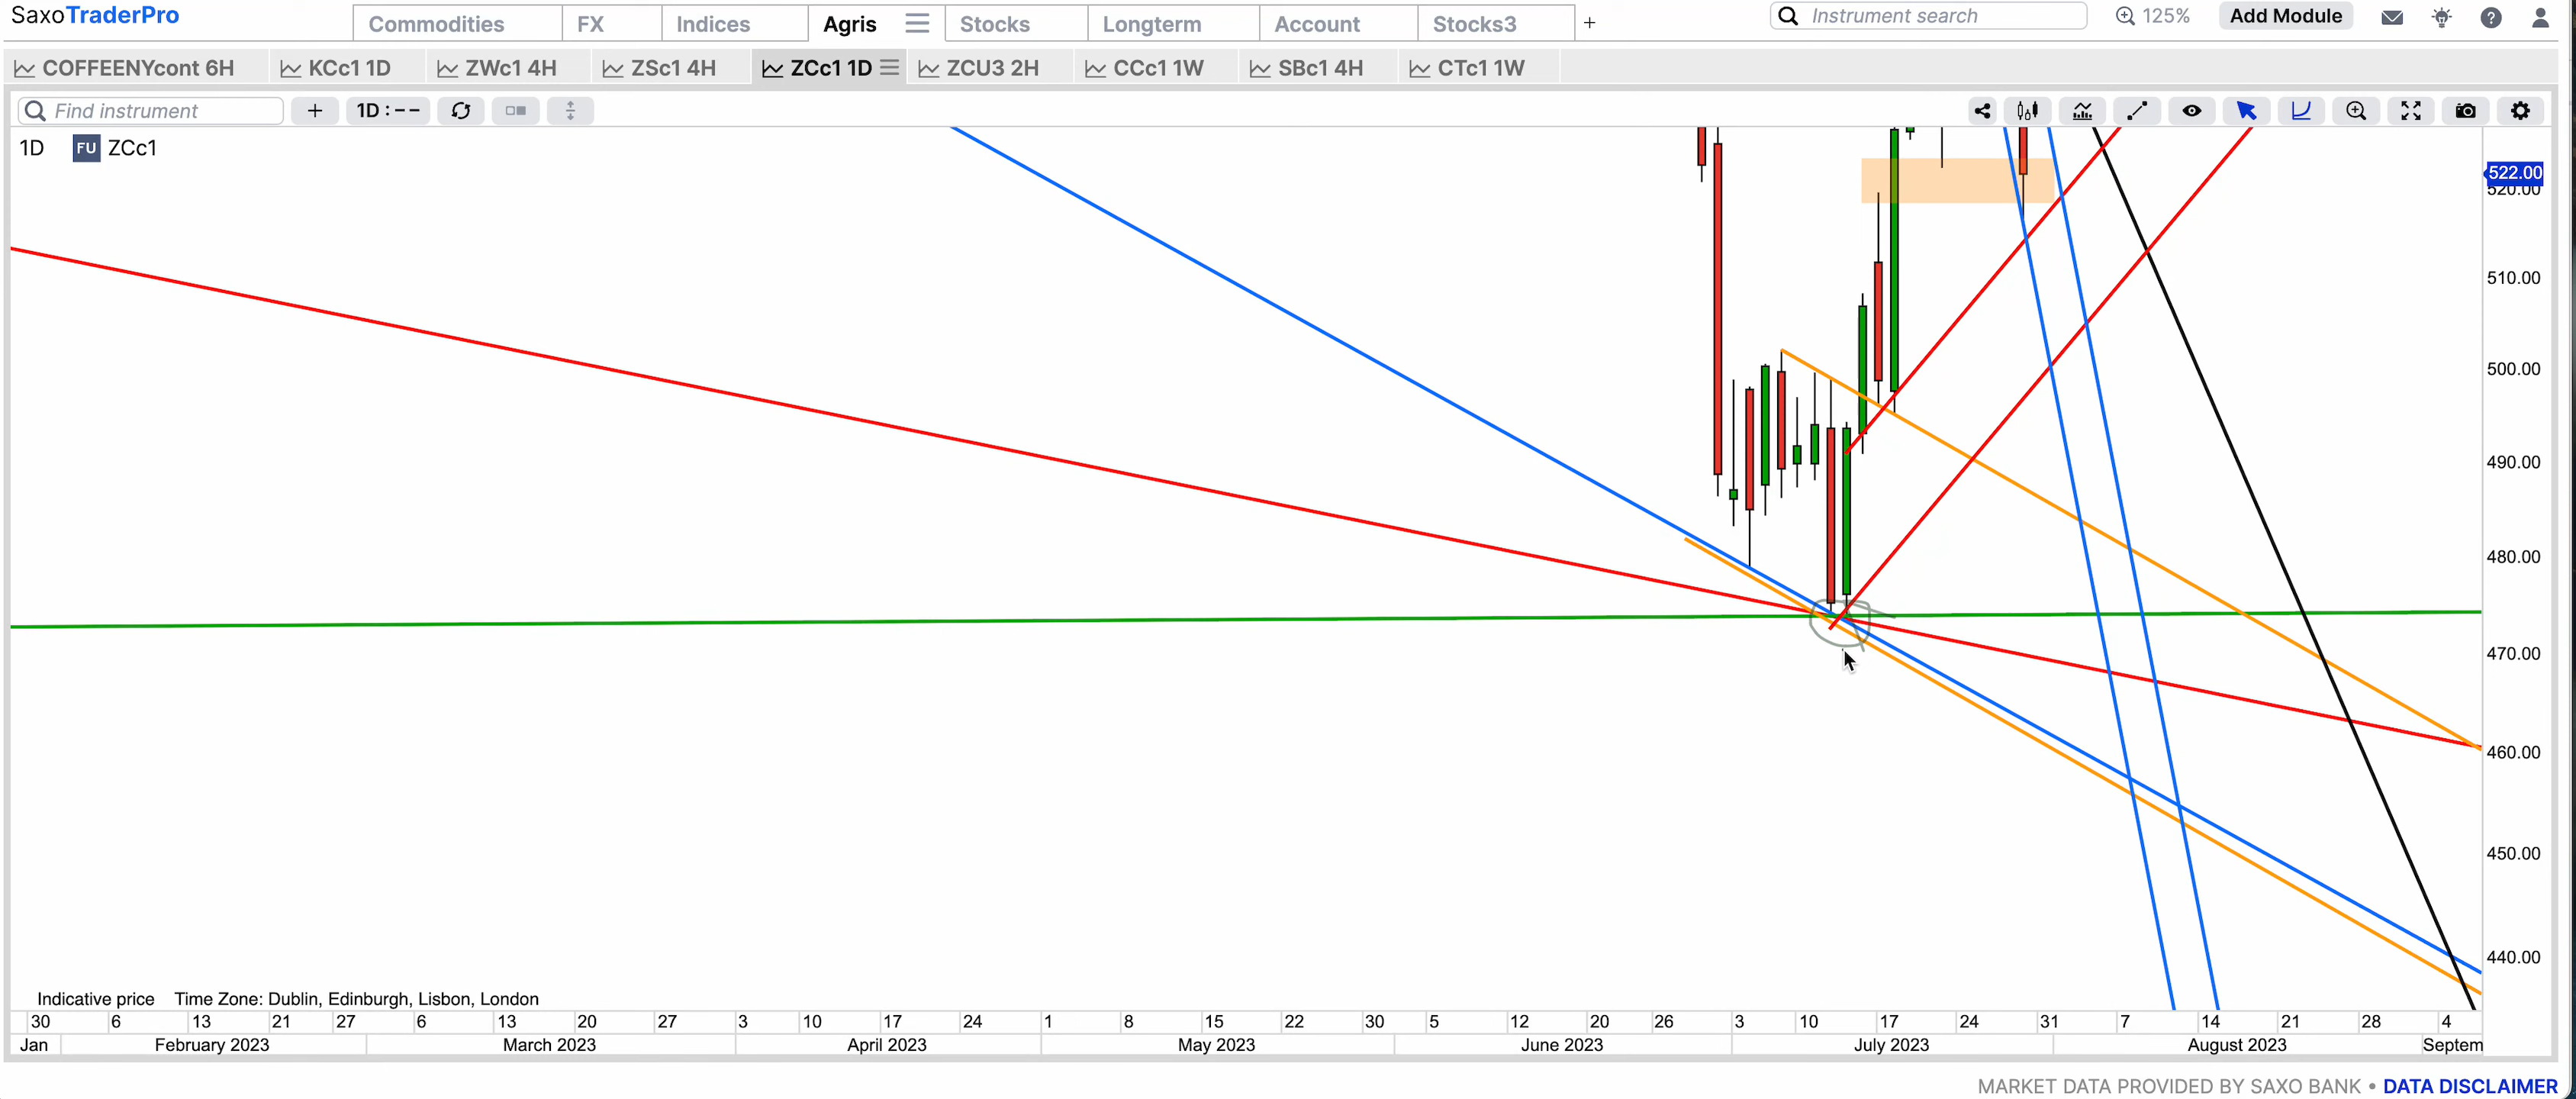 SaxoTraderPro
Commodities FX Indices Agris Stocks Longterm Account Stocks3 + Instrument search 125% Add Module
COFFEENYcont 6H KCc1 1D ZWc1 4H ZSc1 4H ZCc1 1D ZCU3 2H CCc1 1W SBc1 4H CTc1 1W
Find instrument + 1D : --
1D FU ZCc1
522.00
520.00
510.00
500.00
490.00
480.00
470.00
460.00
450.00
440.00
Indicative price Time Zone: Dublin, Edinburgh, Lisbon, London
30 6 13 21 27 6 13 20 27 3 10 17 24 1 8 15 22 30 5 12 20 26 3 10 17 24 31 7 14 21 28 4
Jan February 2023 March 2023 April 2023 May 2023 June 2023 July 2023 August 2023 Septem
MARKET DATA PROVIDED BY SAXO BANK • DATA DISCLAIMER